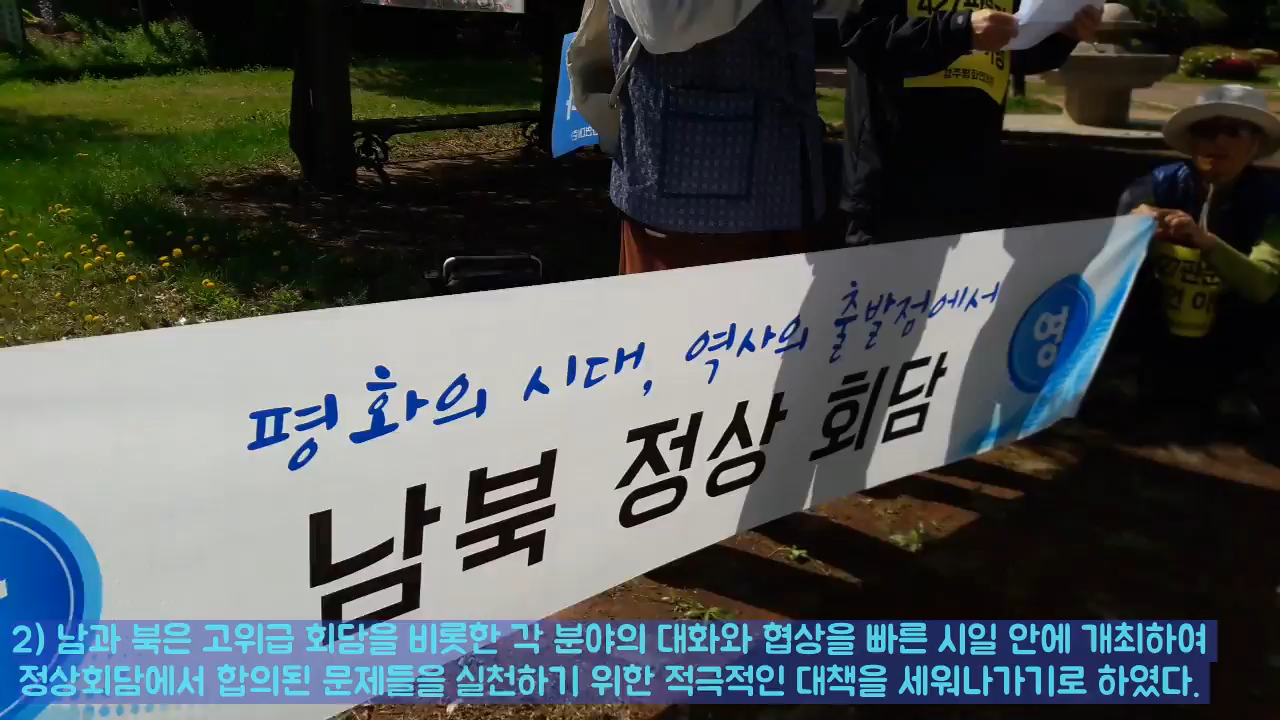 평화의 시대, 역사의 출발점에서
남북 정상 회담
영
2) 남과 북은 고위급 회담을 비롯한 각 분야의 대화와 협상을 빠른 시일 안에 개최하여
정상회담에서 합의된 문제들을 실천하기 위한 적극적인 대책을 세워나가기로 하였다.